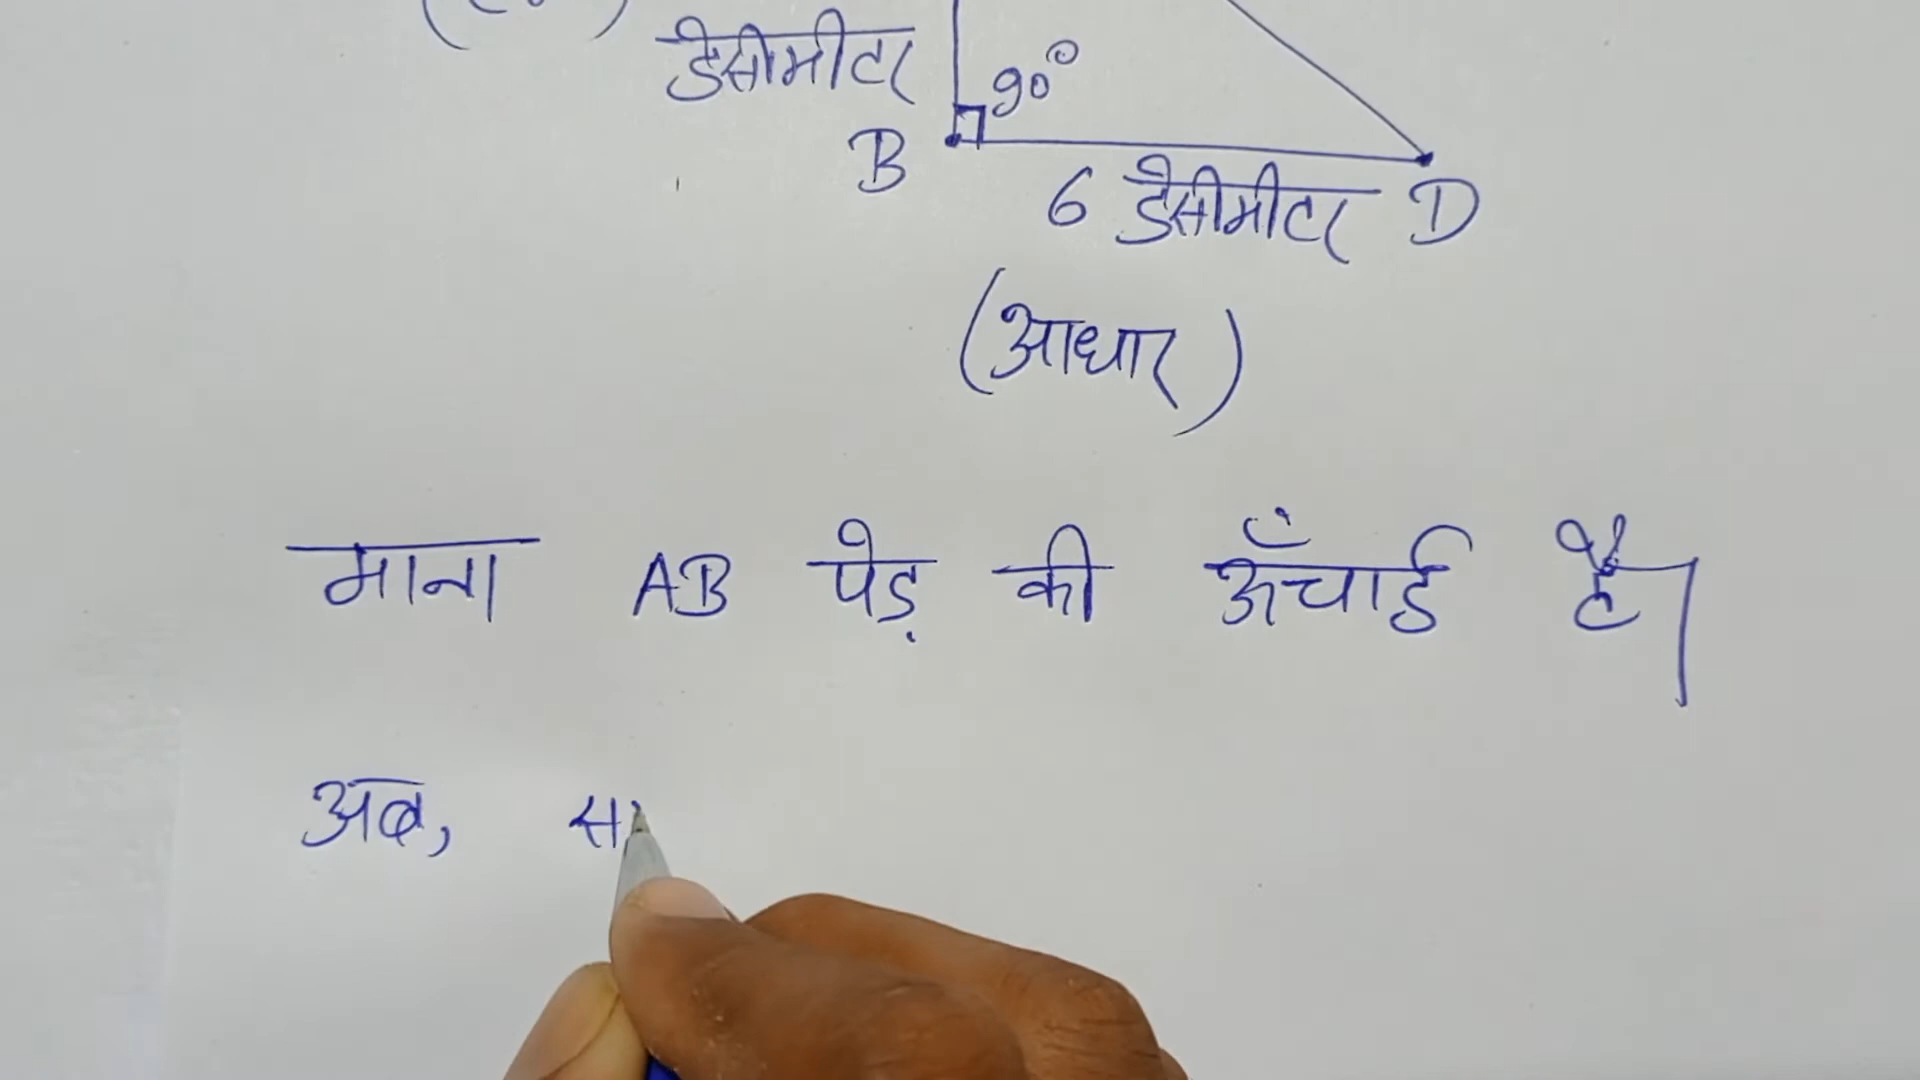 डेसीमीटर
90°
B
6 डेसीमीटर D
(आधार)
माना AB पेड़ की ऊँचाई है।
अब, स